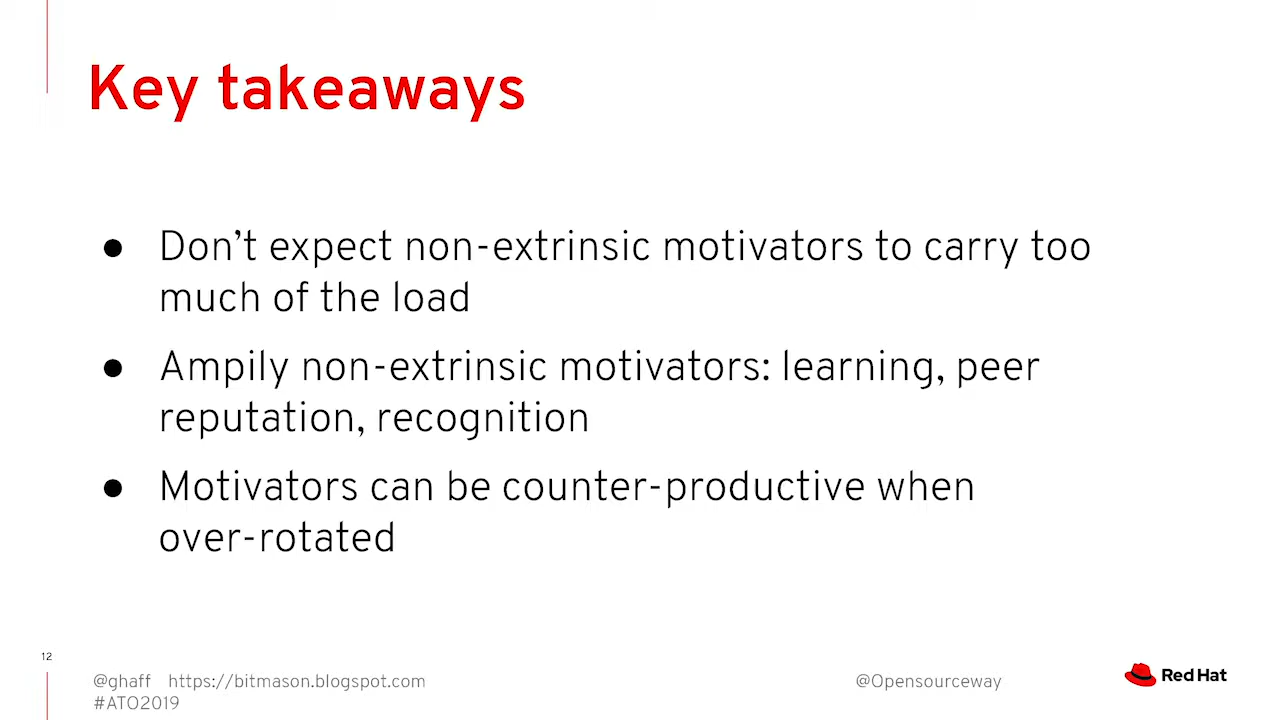 Key takeaways
● Don’t expect non-extrinsic motivators to carry too
much of the load
● Ampily non-extrinsic motivators: learning, peer
reputation, recognition
● Motivators can be counter-productive when
over-rotated
12
@ghaff https://bitmason.blogspot.com
#ATO2019
@Opensourceway
Red Hat